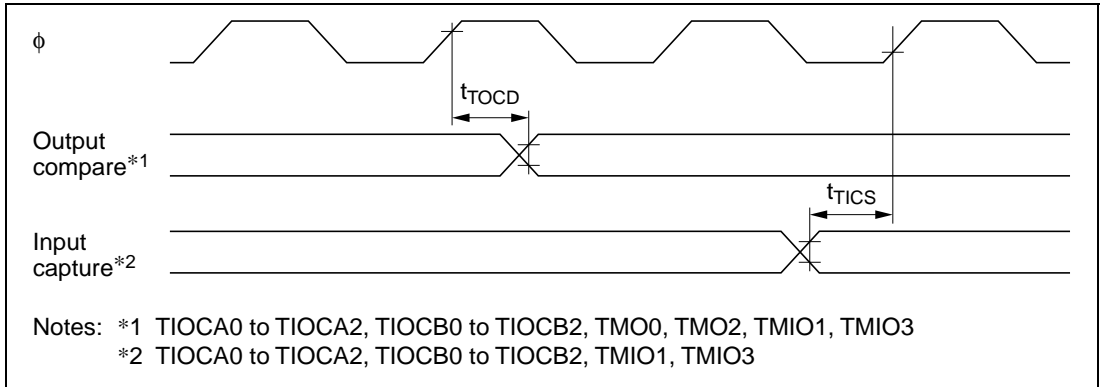 ϕ
tTOCD
Output
compare*1
tTICS
Input
capture*2
Notes: *1 TIOCA0 to TIOCA2, TIOCB0 to TIOCB2, TMO0, TMO2, TMIO1, TMIO3
*2 TIOCA0 to TIOCA2, TIOCB0 to TIOCB2, TMIO1, TMIO3